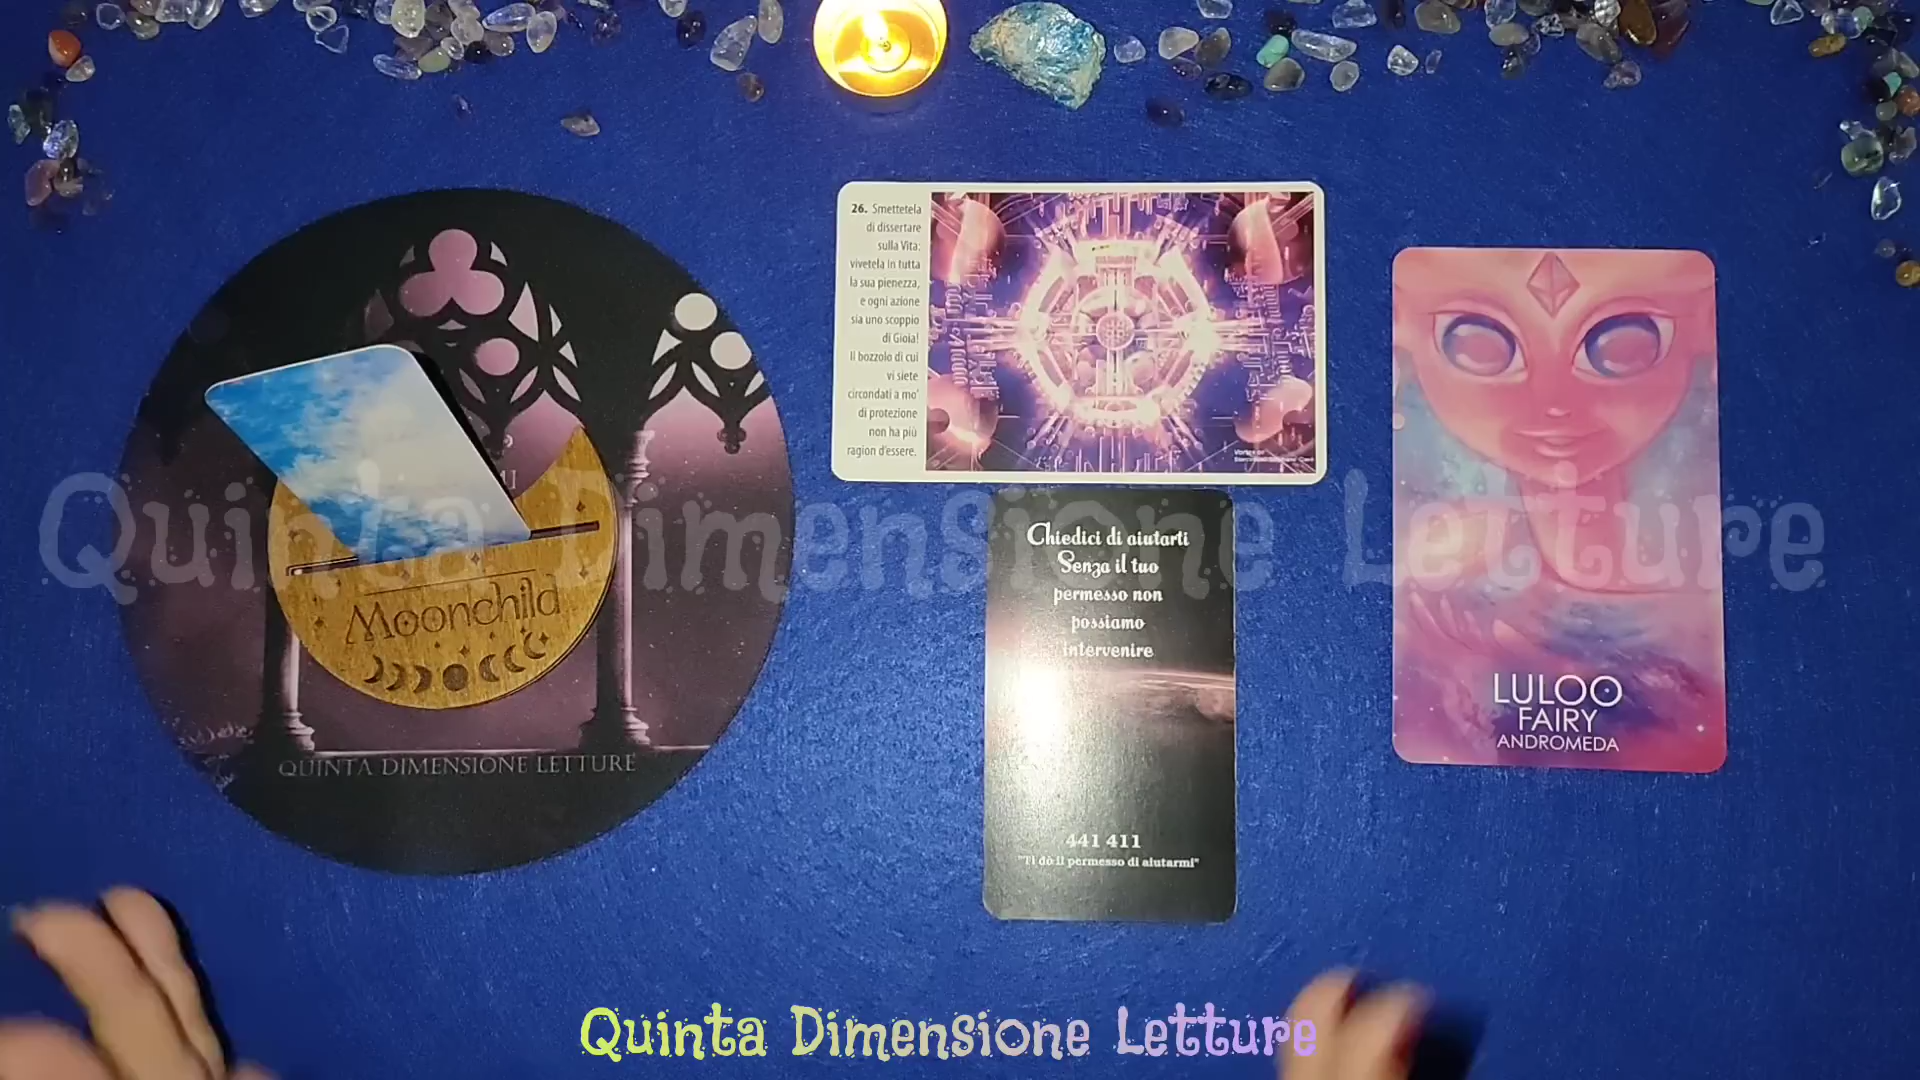 26. Smettetela
di dissertare
sulla Vita:
vivetela in tutta
la sua pienezza,
e ogni azione
sia uno scoppio
di Gioia!
Il bozzolo di cui
vi siete
circondati a mo'
di protezione
non ha più
ragion d'essere.
Quinta Dimensione Letture
Chiedici di aiutarti
Senza il tuo
permesso non
possiamo
intervenire
441 411
"Ti dò il permesso di aiutarmi"
LULOO
FAIRY
ANDROMEDA
Moonchild
QUINTA DIMENSIONE LETTURE
Quinta Dimensione Letture